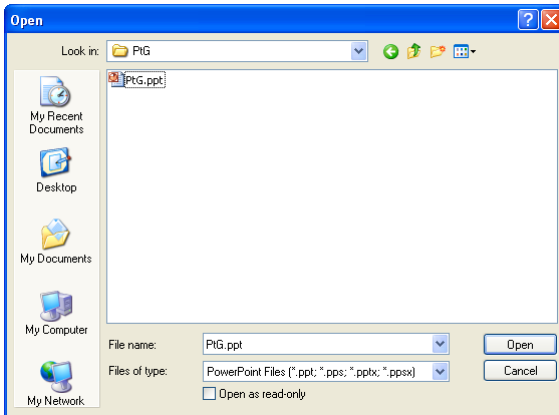 Open
Look in: PtG
PtG.ppt
My Recent
Documents
Desktop
My Documents
My Computer
My Network
File name: PtG.ppt Open
Files of type: PowerPoint Files (*.ppt; *.pps; *.pptx; *.ppsx) Cancel
Open as read-only